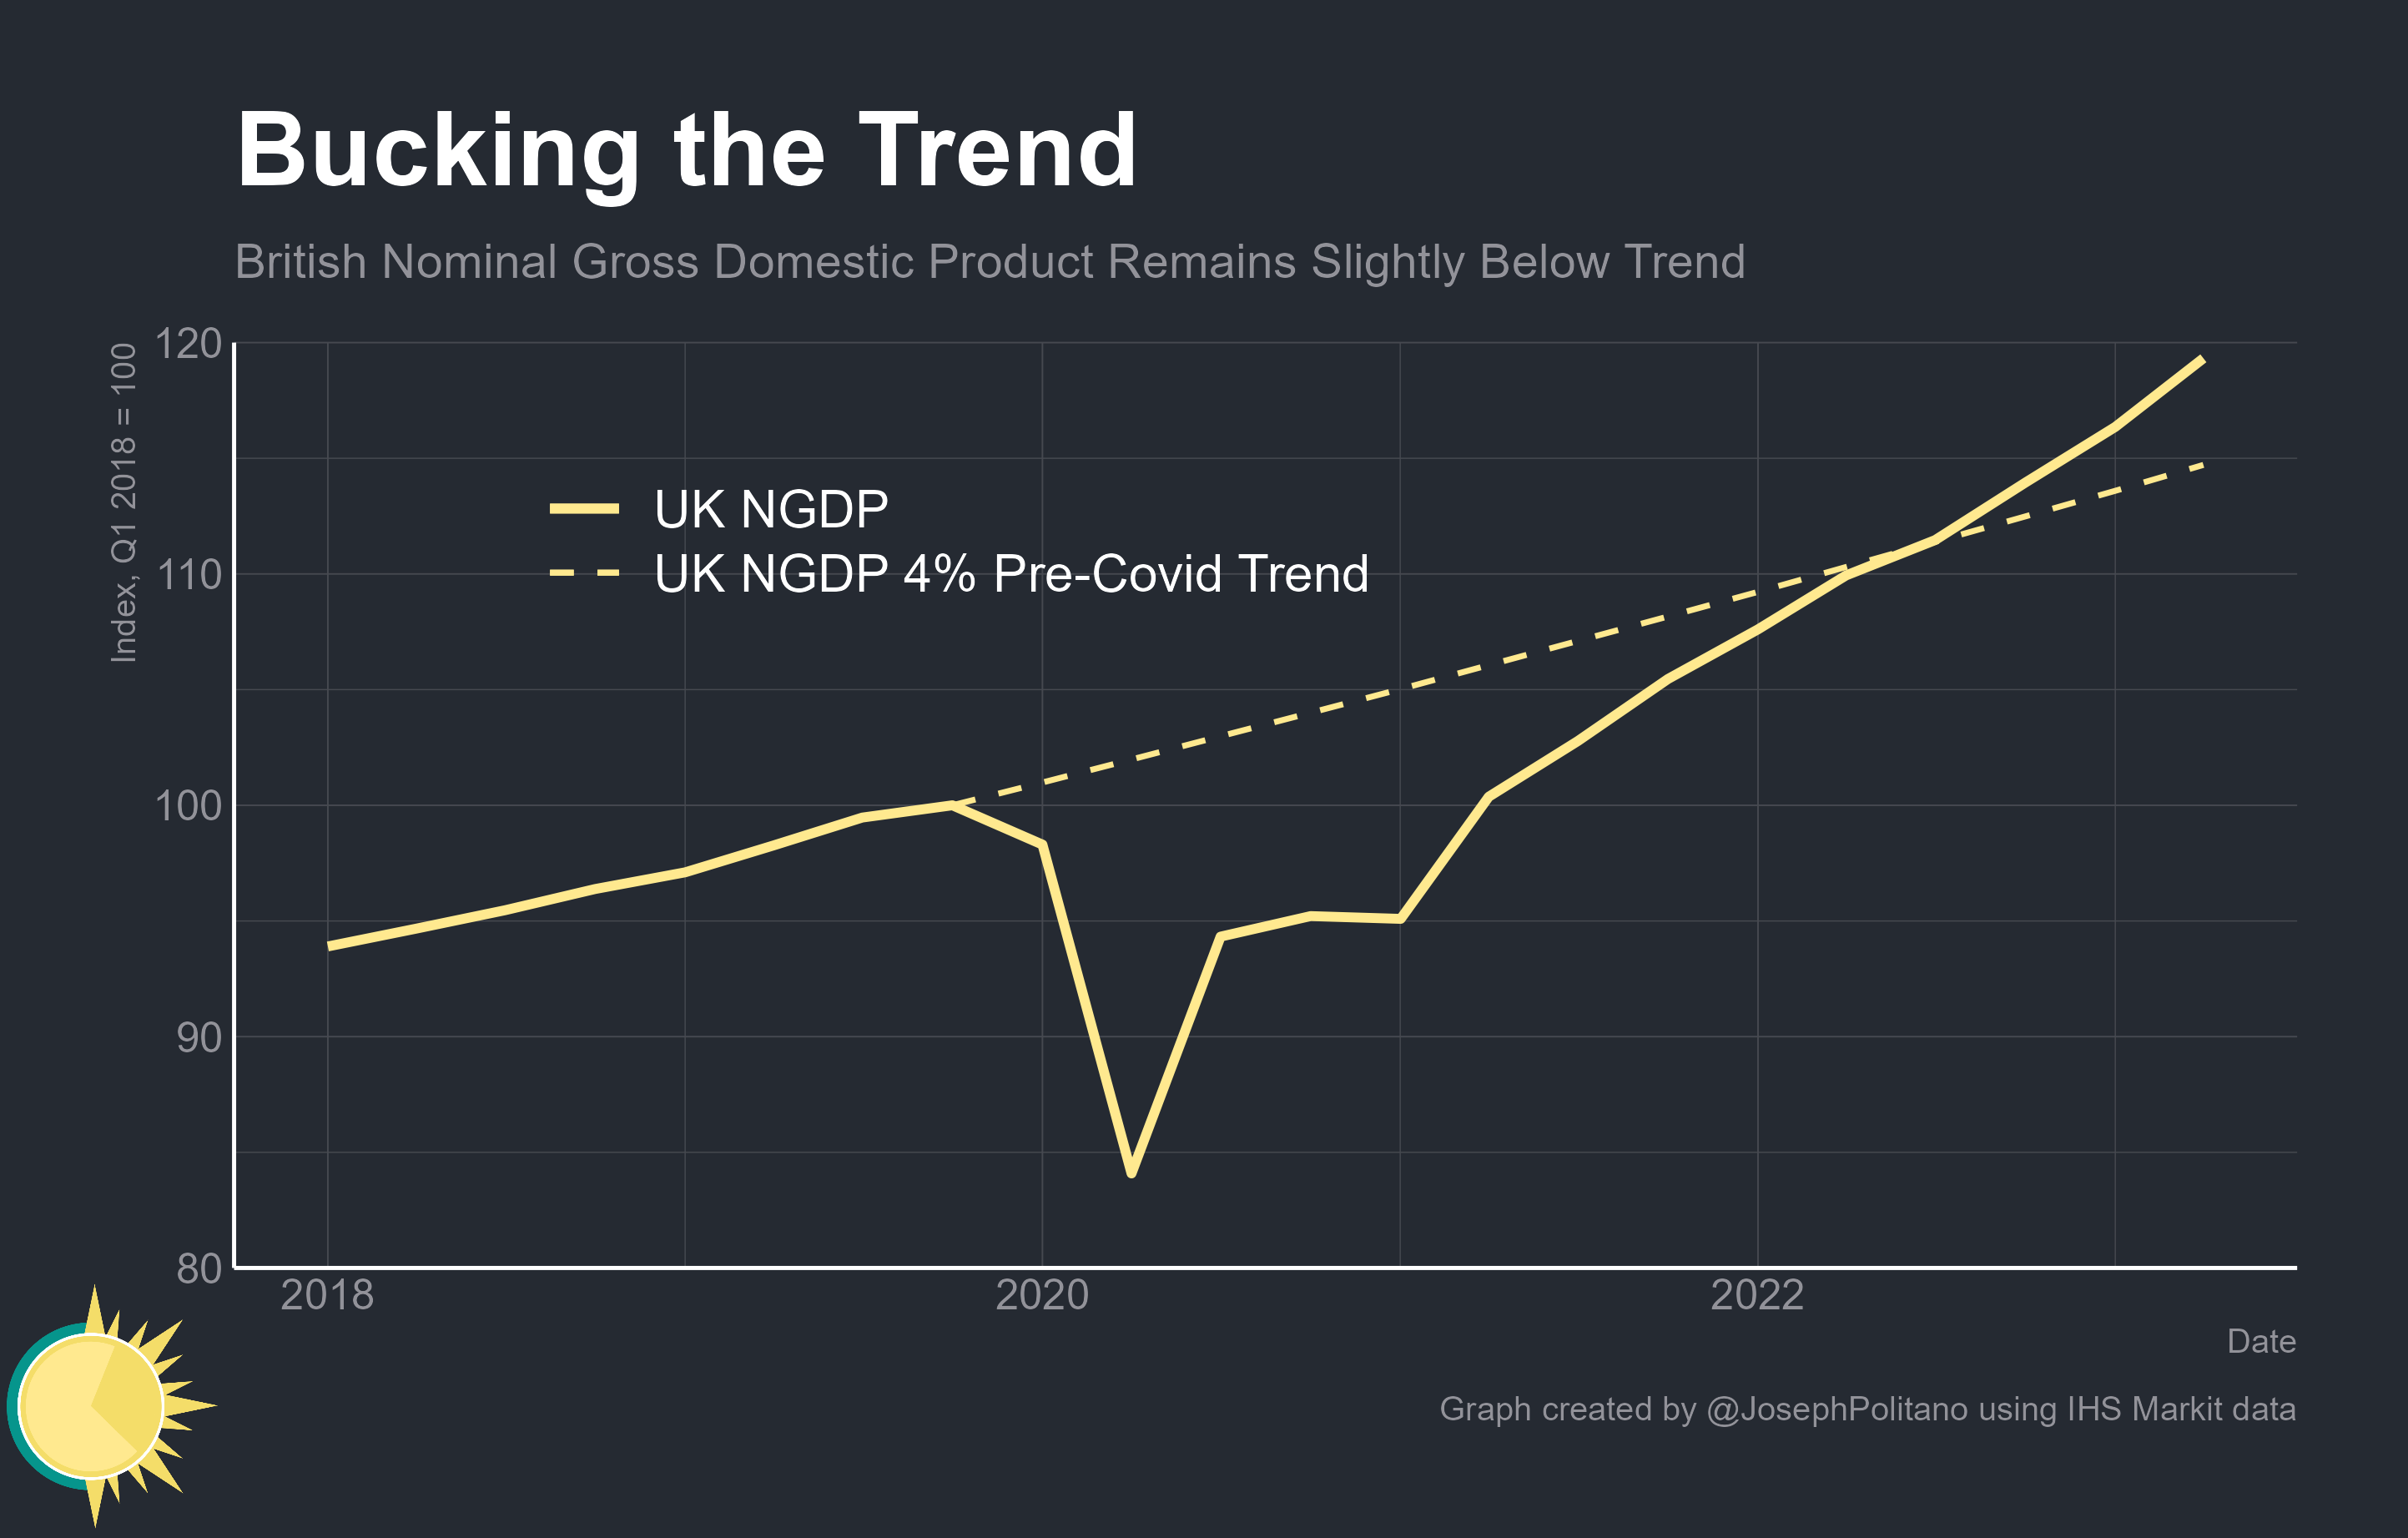 Bucking the Trend
British Nominal Gross Domestic Product Remains Slightly Below Trend
Index, Q1 2018 = 100
120
110
100
90
80
UK NGDP
UK NGDP 4% Pre-Covid Trend
2018
2020
2022
Date
Graph created by @JosephPolitano using IHS Markit data